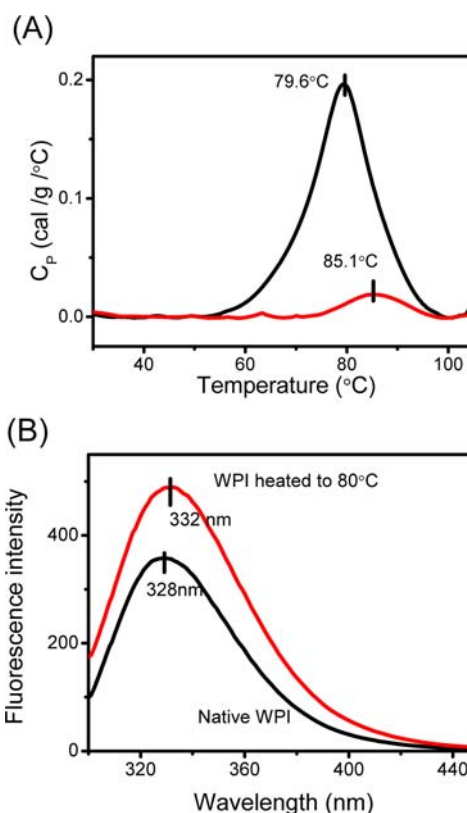 (A)
0.2
0.1
0.0
C_P (cal /g /°C)
79.6°C
85.1°C
40 60 80 100
Temperature (°C)
(B)
400
200
0
Fluorescence intensity
WPI heated to 80°C
332 nm
328nm
Native WPI
320 360 400 440
Wavelength (nm)